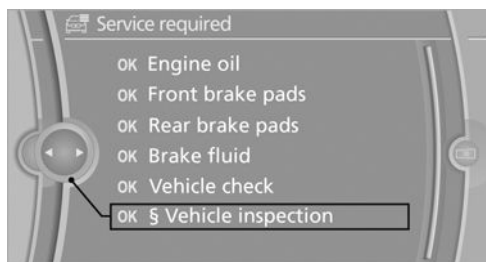 Service required
OK Engine oil
OK Front brake pads
OK Rear brake pads
OK Brake fluid
OK Vehicle check
OK § Vehicle inspection